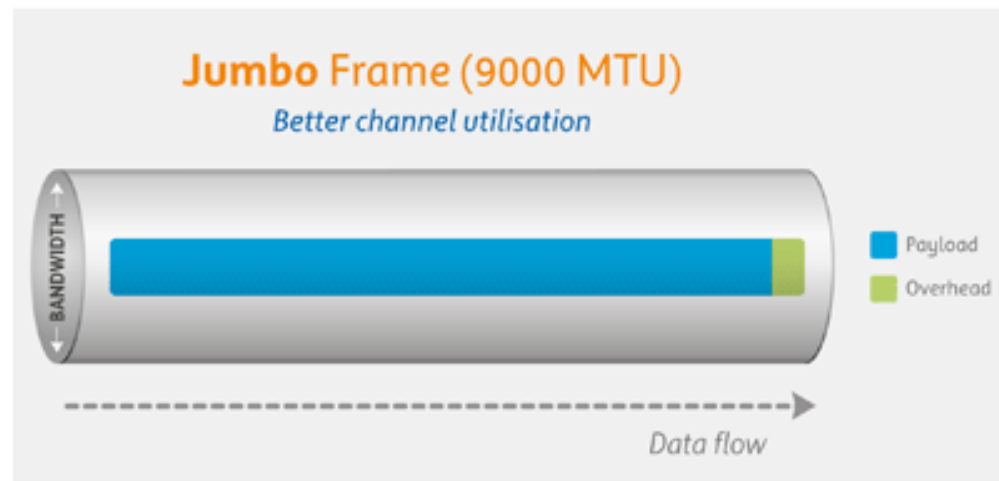 Jumbo Frame (9000 MTU)
Better channel utilisation
BANDWIDTH
Payload
Overhead
Data flow